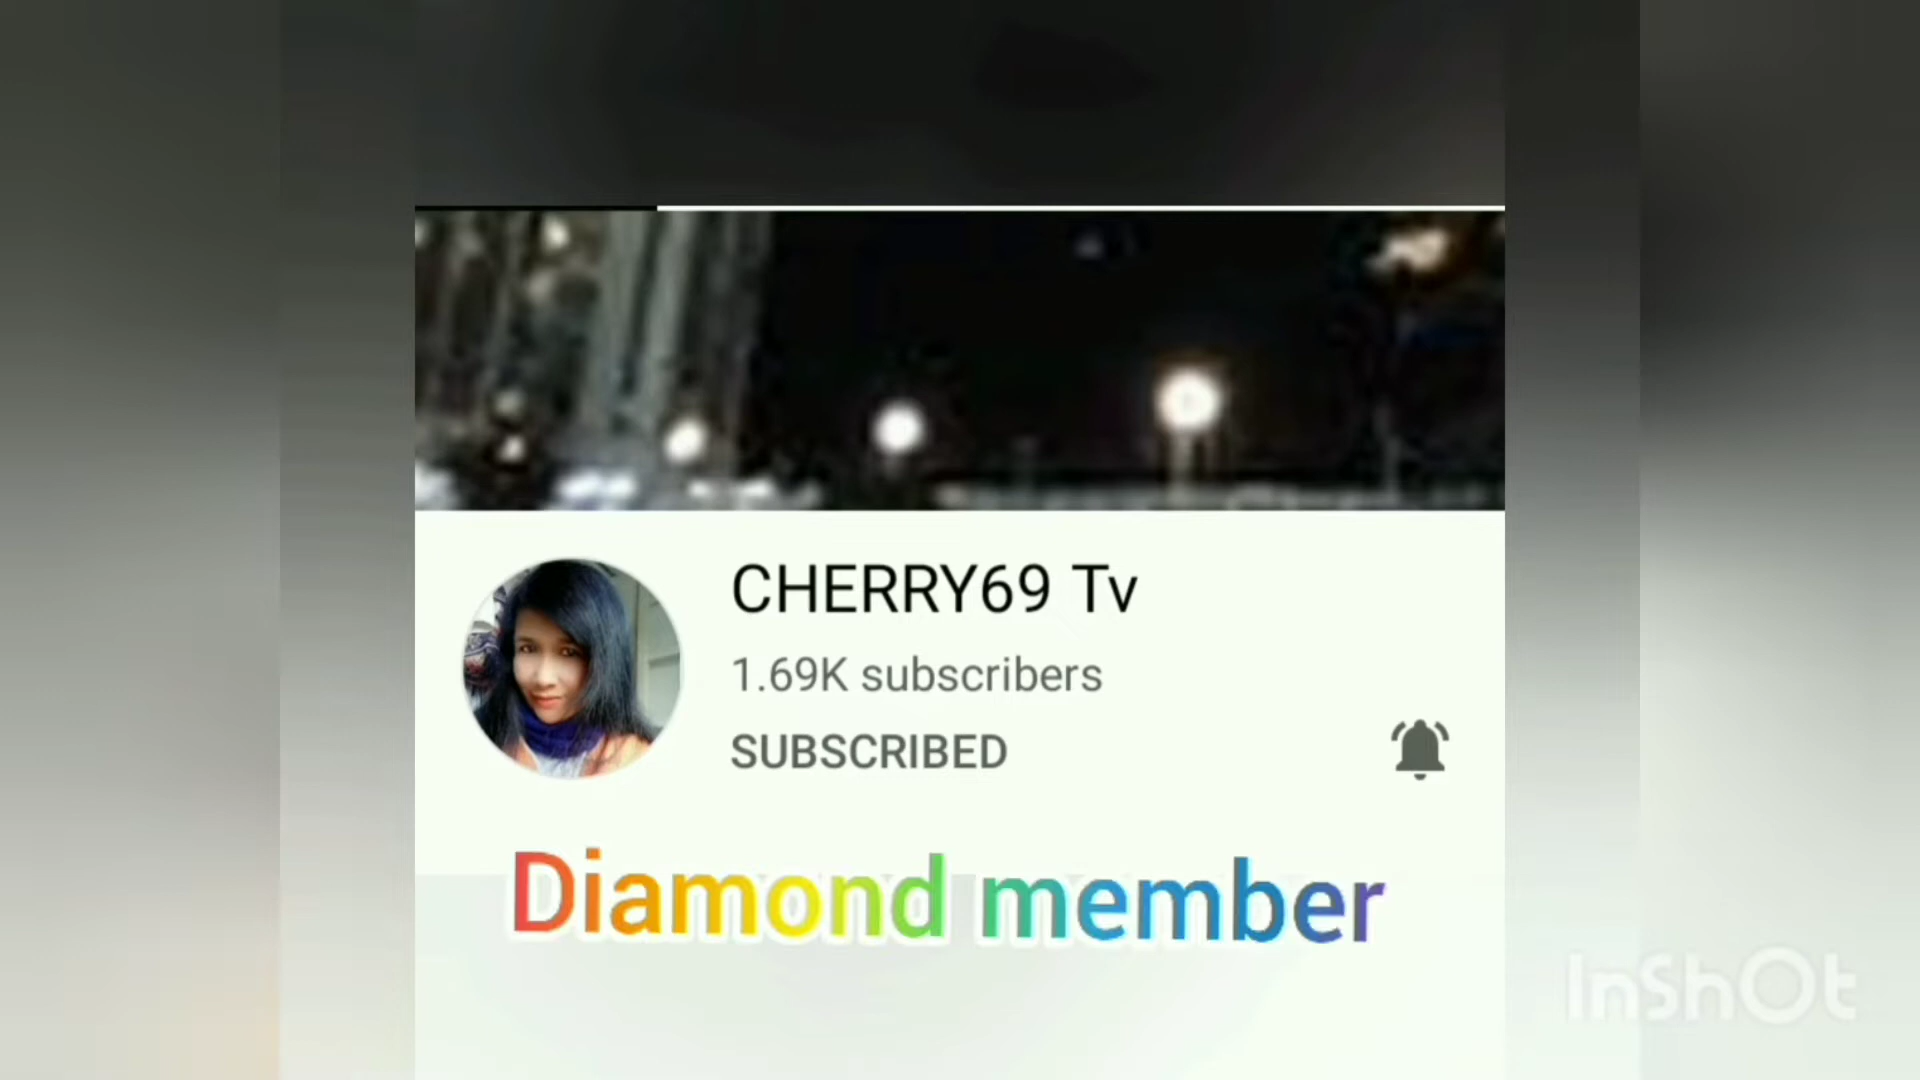 CHERRY69 Tv
1.69K subscribers
SUBSCRIBED
Diamond member
InShOt